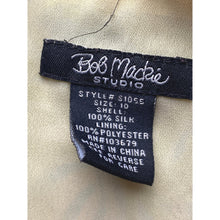 Bob Mackie
STUDIO
STYLE# S1055
SIZE: 10
SHELL:
100% SILK
LINING:
100% POLYESTER
RN#103679
MADE IN CHINA
SEE REVERSE
FOR CARE